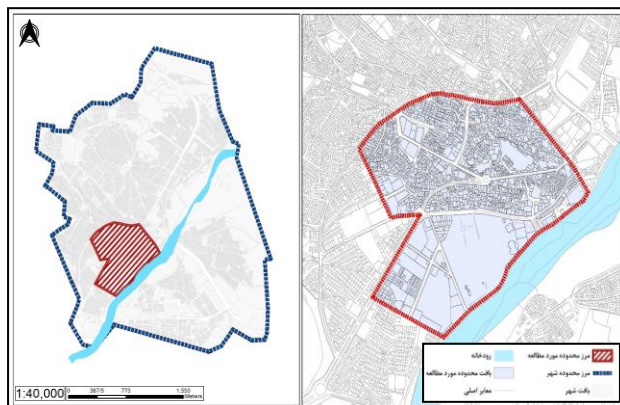 1:40,000
0 387/5 775 1,550
Meters
مرز محدوده مورد مطالعه
رودخانه
مرز محدوده شهر
بافت محدوده مورد مطالعه
بافت شهر
معابر اصلی